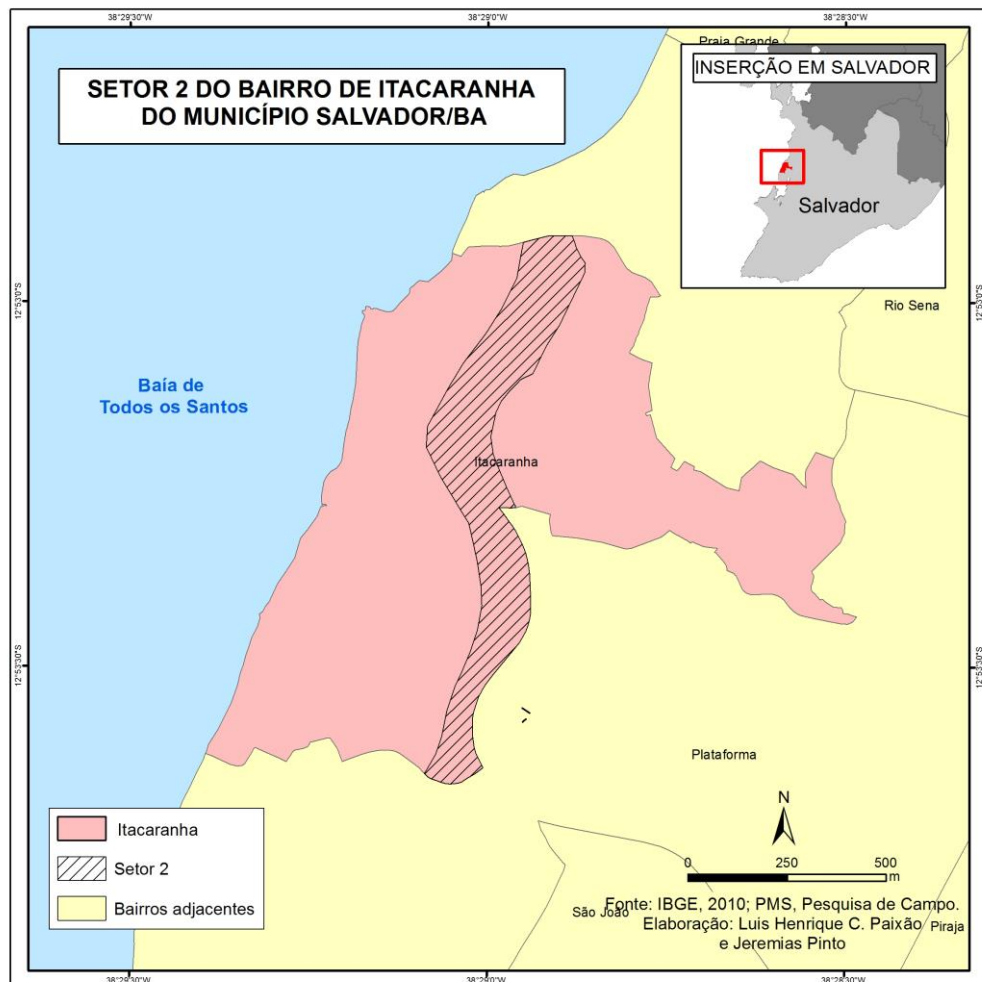 38°29'30"W
38°29'0"W
38°28'30"W
Praia Grande
SETOR 2 DO BAIRRO DE ITACARANHA
DO MUNICÍPIO SALVADOR/BA
INSERÇÃO EM SALVADOR
Salvador
12°53'0"S
12°53'0"S
Rio Sena
Baía de
Todos os Santos
Itacaranha
12°53'30"S
12°53'30"S
Plataforma
N
Itacaranha
Setor 2
Bairros adjacentes
0 250 500
m
São João
Fonte: IBGE, 2010; PMS, Pesquisa de Campo.
Elaboração: Luis Henrique C. Paixão
e Jeremias Pinto
Piraja
38°29'30"W
38°29'0"W
38°28'30"W